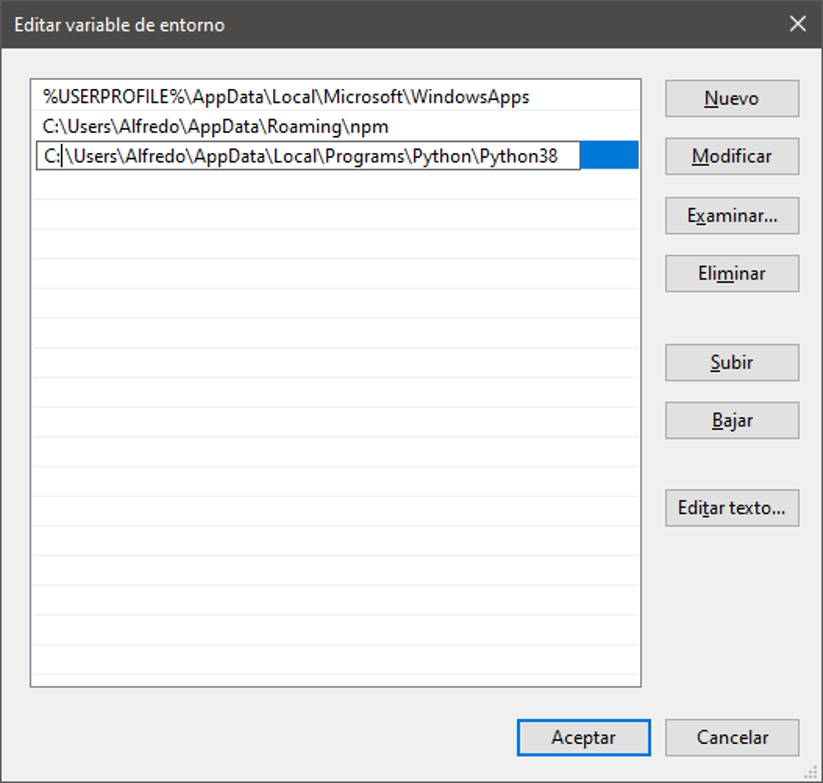 Editar variable de entorno
%USERPROFILE%\AppData\Local\Microsoft\WindowsApps
C:\Users\Alfredo\AppData\Roaming\npm
C:\Users\Alfredo\AppData\Local\Programs\Python\Python38
Nuevo
Modificar
Examinar...
Eliminar
Subir
Bajar
Editar texto...
Aceptar
Cancelar